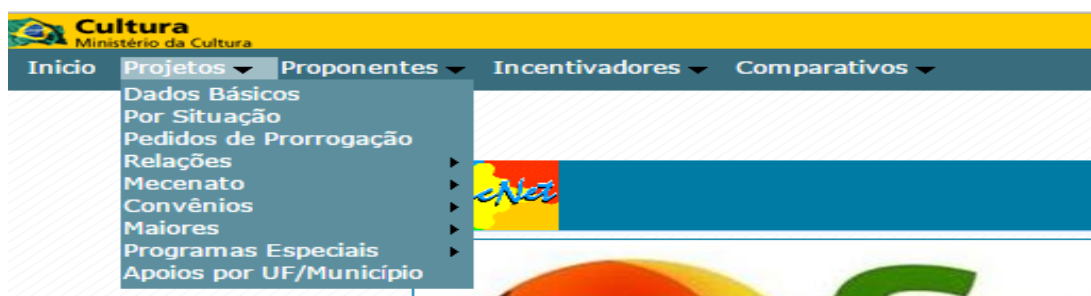 Cultura
Ministério da Cultura
Inicio Projetos Proponentes Incentivadores Comparativos
Dados Básicos
Por Situação
Pedidos de Prorrogação
Relações
Mecenato
Convênios
Maiores
Programas Especiais
Apoios por UF/Município